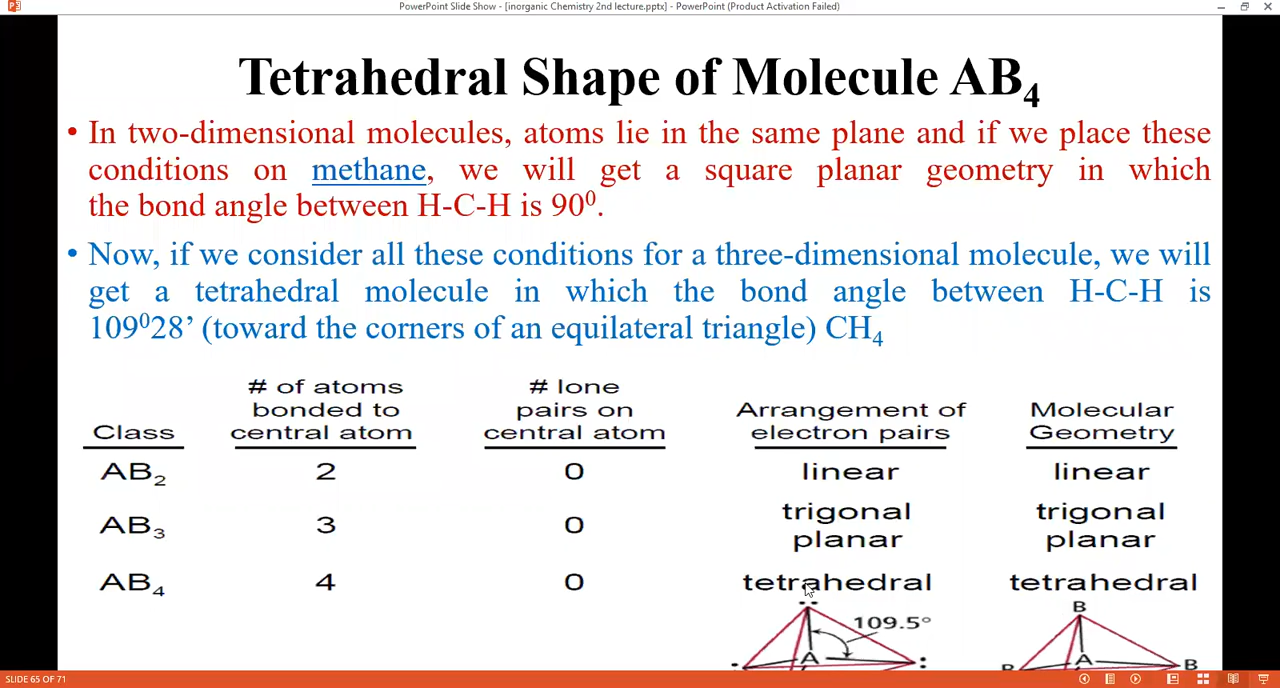 PowerPoint Slide Show - [inorganic Chemistry 2nd lecture.pptx] - PowerPoint (Product Activation Failed)
Tetrahedral Shape of Molecule AB₄
• In two-dimensional molecules, atoms lie in the same plane and if we place these
conditions on methane, we will get a square planar geometry in which
the bond angle between H-C-H is 90⁰.
• Now, if we consider all these conditions for a three-dimensional molecule, we will
get a tetrahedral molecule in which the bond angle between H-C-H is
109⁰28’ (toward the corners of an equilateral triangle) CH₄
# of atoms # lone
bonded to pairs on Arrangement of Molecular
Class central atom central atom electron pairs Geometry
AB₂ 2 0 linear linear
trigonal trigonal
AB₃ 3 0
planar planar
AB₄ 4 0 tetrahedral tetrahedral
B
109.5°
A A B
B
SLIDE 65 OF 71